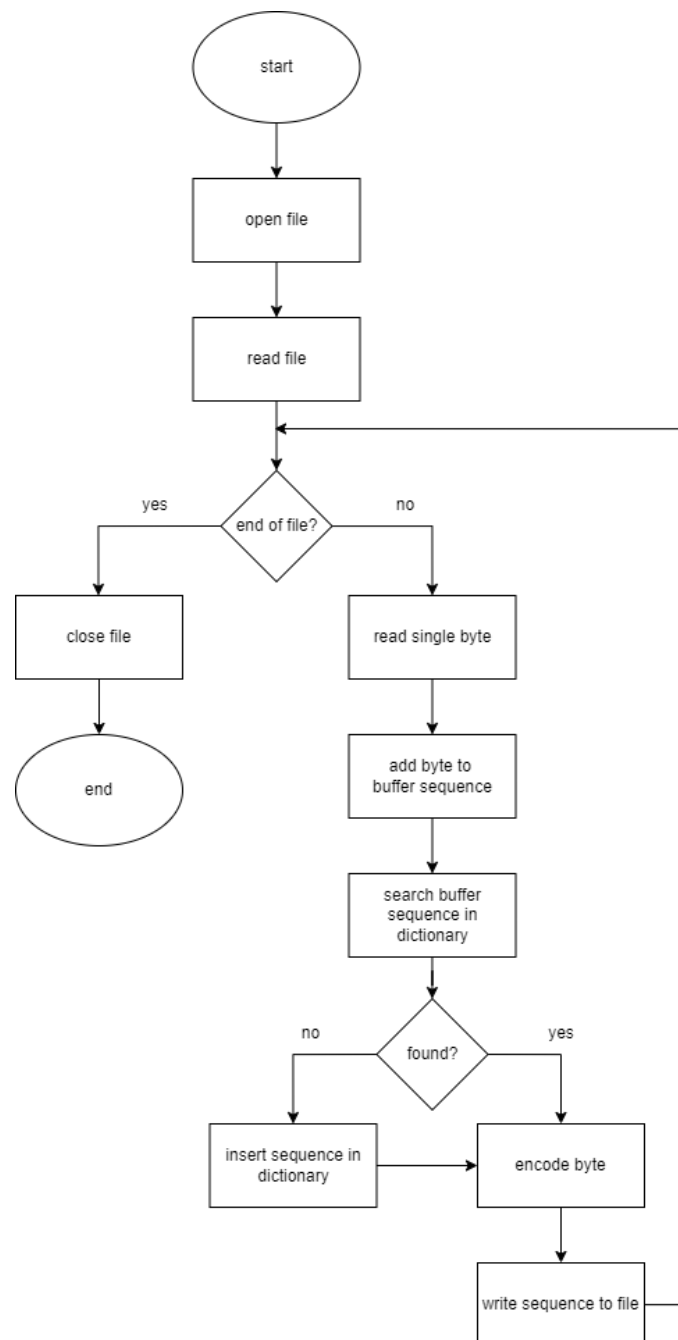 start
open file
read file
yes
no
end of file?
close file
read single byte
add byte to
buffer sequence
end
search buffer
sequence in
dictionary
no
yes
found?
insert sequence in
dictionary
encode byte
write sequence to file